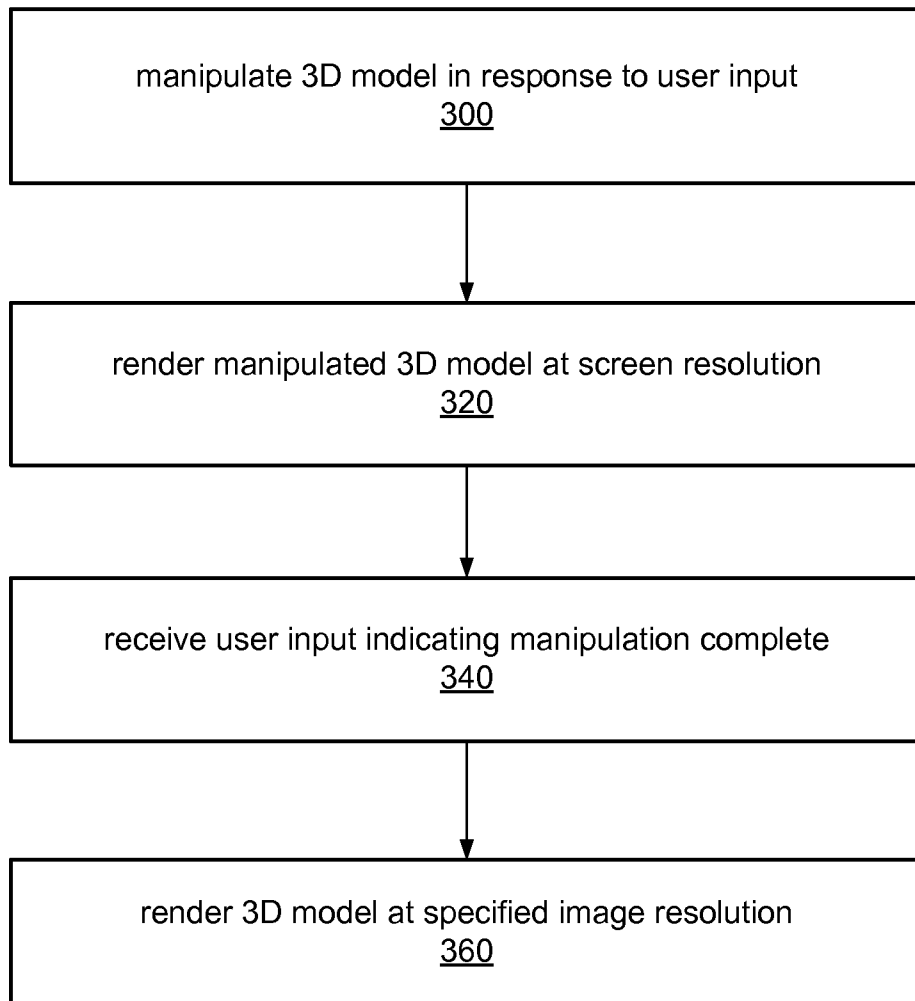 manipulate 3D model in response to user input
300
render manipulated 3D model at screen resolution
320
receive user input indicating manipulation complete
340
render 3D model at specified image resolution
360